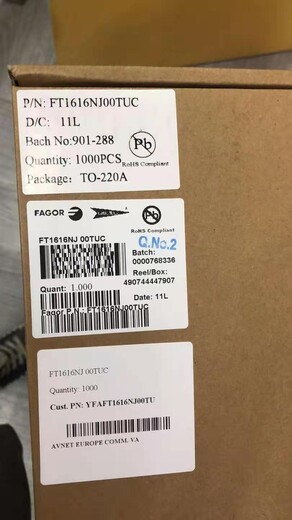 P/N: FT1616NJ00TUC
D/C: 11L
Bach No:901-288
Quantity: 1000PCS
Pb
RoHS Compliant
Package: TO-220A
FAGOR
Pb
RoHS Compliant
FT1616NJ 00TUC
Q.No.2
Batch:
0000768336
Reel/Box:
490744447907
Quant: 1.000
Date: 11L
Fagor P.N.: FT1616NJ00TUC
FT1616NJ 00TUC
Quantity: 1000
Cust. PN: YFAFT1616NJ00TU
AVNET EUROPE COMM. VA